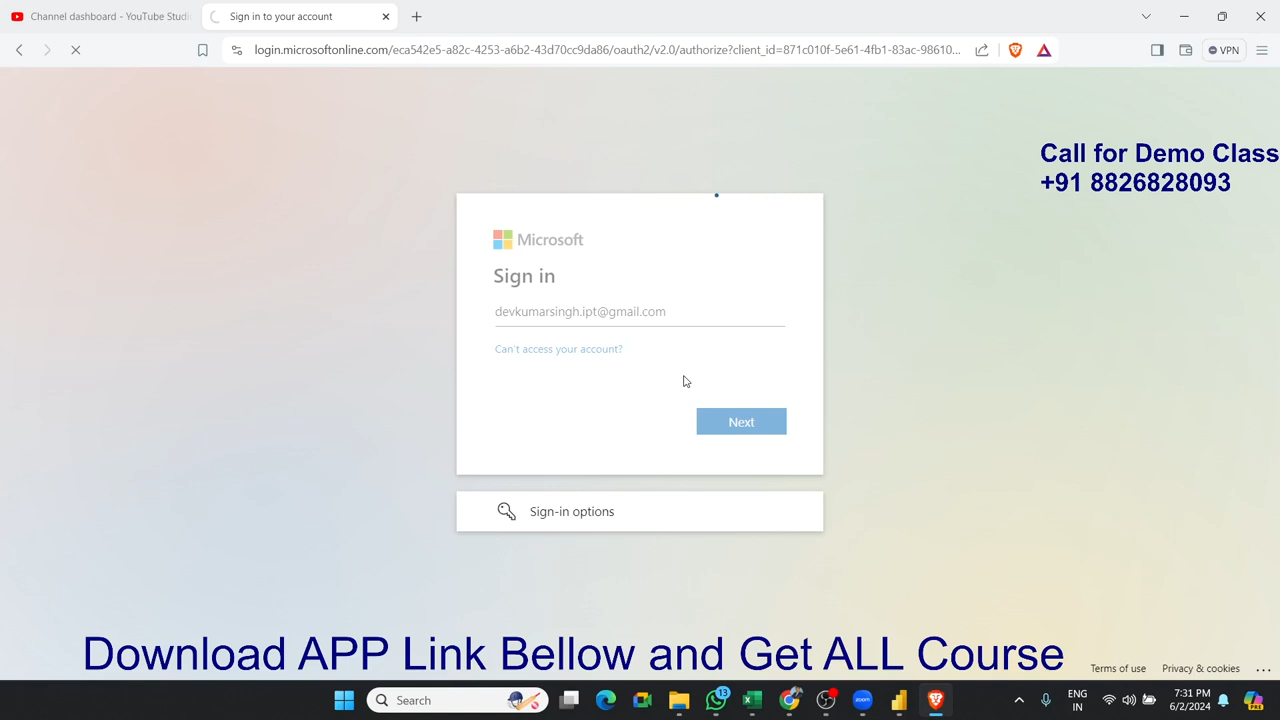 Channel dashboard - YouTube Studi
Sign in to your account
login.microsoftonline.com/eca542e5-a82c-4253-a6b2-43d70cc9da86/oauth2/v2.0/authorize?client_id=871c010f-5e61-4fb1-83ac-98610...
VPN
Call for Demo Class
+91 8826828093
Microsoft
Sign in
devkumarsingh.ipt@gmail.com
Can't access your account?
Next
Sign-in options
Download APP Link Bellow and Get ALL Course
Terms of use
Privacy & cookies
...
Search
13
zoom
ENG
IN
7:31 PM
6/2/2024